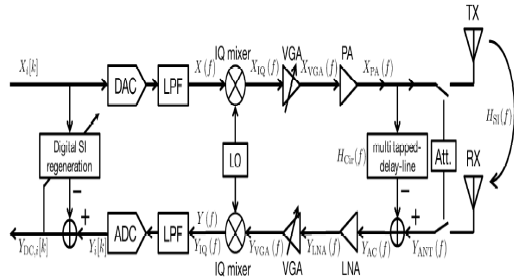 TX
VGA
PA
IQ mixer
X_i[k]
X(f)
X_IQ(f)
X_VGA(f)
X_PA(f)
DAC
LPF
H_SI(f)
Digital SI
regeneration
LO
H_Cir(f)
multi tapped-
delay-line
Att.
RX
−
−
+
+
Y_DC,i[k]
Y_i[k]
ADC
LPF
Y(f)
Y_IQ(f)
Y_VGA(f)
Y_LNA(f)
Y_AC(f)
Y_ANT(f)
IQ mixer
VGA
LNA